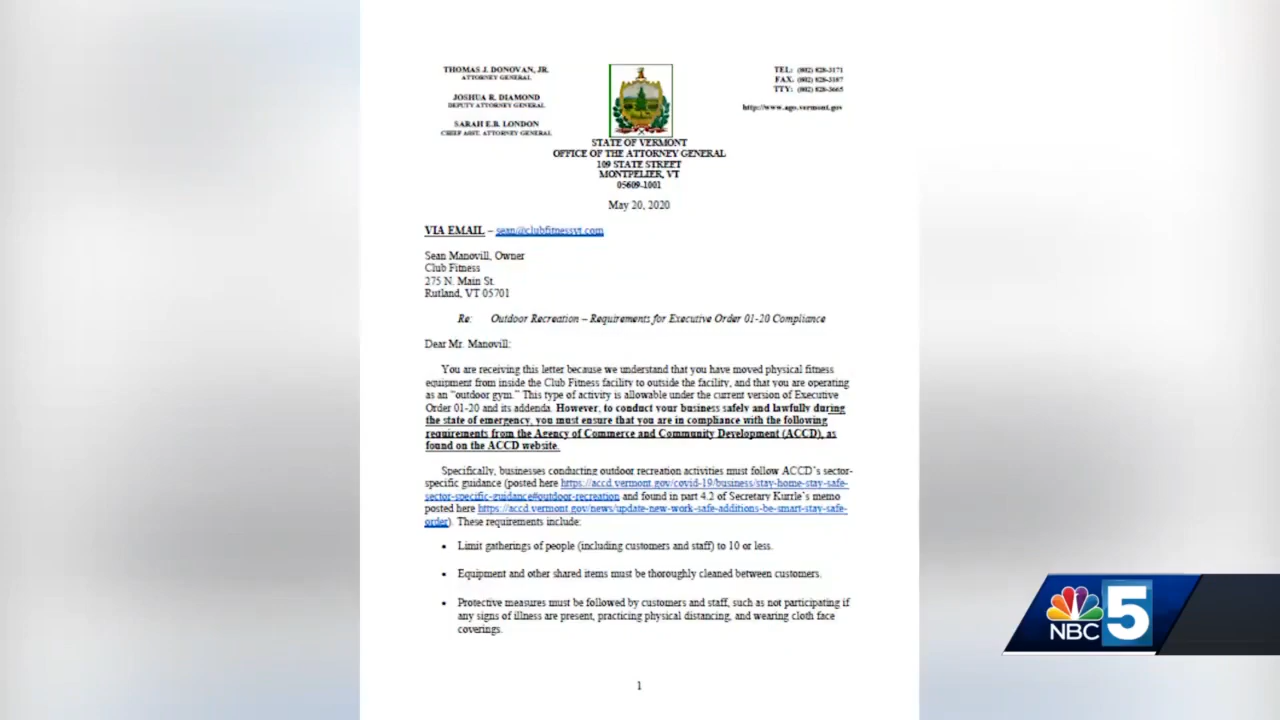 THOMAS J. DONOVAN, JR.
ATTORNEY GENERAL
JOSHUA R. DIAMOND
DEPUTY ATTORNEY GENERAL
SARAH E.B. LONDON
CHIEF ASST. ATTORNEY GENERAL
TEL: (802) 828-3171
FAX: (802) 828-3187
TTY: (802) 828-3665
http://www.ago.vermont.gov
STATE OF VERMONT
OFFICE OF THE ATTORNEY GENERAL
109 STATE STREET
MONTPELIER, VT
05609-1001
May 20, 2020
VIA EMAIL – sean@clubfitnessvt.com
Sean Manovill, Owner
Club Fitness
275 N. Main St.
Rutland, VT 05701
Re: Outdoor Recreation – Requirements for Executive Order 01-20 Compliance
Dear Mr. Manovill:
You are receiving this letter because we understand that you have moved physical fitness
equipment from inside the Club Fitness facility to outside the facility, and that you are operating
as an “outdoor gym.” This type of activity is allowable under the current version of Executive
Order 01-20 and its addenda. However, to conduct your business safely and lawfully during
the state of emergency, you must ensure that you are in compliance with the following
requirements from the Agency of Commerce and Community Development (ACCD), as
found on the ACCD website.
Specifically, businesses conducting outdoor recreation activities must follow ACCD’s sector-
specific guidance (posted here https://accd.vermont.gov/covid-19/business/stay-home-stay-safe-
sector-specific-guidance#outdoor-recreation and found in part 4.2 of Secretary Kurrle’s memo
posted here https://accd.vermont.gov/news/update-new-work-safe-additions-be-smart-stay-safe-
order). These requirements include:
• Limit gatherings of people (including customers and staff) to 10 or less.
• Equipment and other shared items must be thoroughly cleaned between customers.
• Protective measures must be followed by customers and staff, such as not participating if
any signs of illness are present, practicing physical distancing, and wearing cloth face
coverings.
1
NBC 5